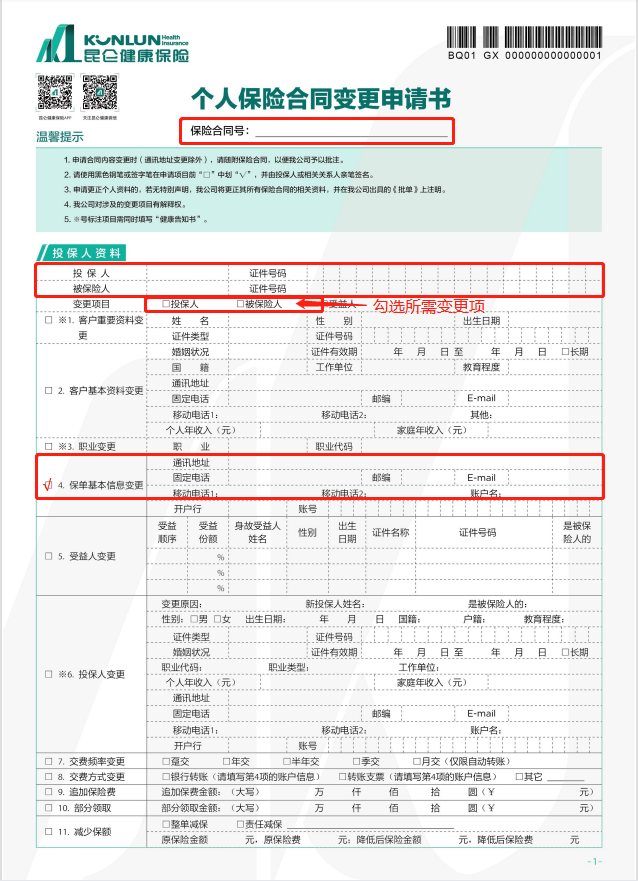 KUNLUN Health Insurance
昆仑健康保险
BQ01 GX 000000000000001
昆仑健康保险APP 关注昆仑健康微信
个人保险合同变更申请书
保险合同号：
温馨提示
1. 申请合同内容变更时（通讯地址变更除外），请随附保险合同，以便我公司予以批注。
2. 请使用黑色钢笔或签字笔在申请项目前“□”中划“√”，并由投保人或相关关系人亲笔签名。
3. 申请更正个人资料的，若无特别声明，我公司将更正其所有保险合同的相关资料，并在我公司出具的《批单》上注明。
4. 我公司对涉及的变更项目有解释权。
5. ※号标注项目需同时填写“健康告知书”。
投保人资料
投 保 人 证件号码
被保险人 证件号码
变更项目 □投保人 □被保险人 □受益人 勾选所需变更项
□ ※1. 客户重要资料变更 姓 名 性 别 出生日期
证件类型 证件号码
婚姻状况 证件有效期 年 月 日 至 年 月 日 □长期
国 籍 工作单位 教育程度
□ 2. 客户基本资料变更 通讯地址
固定电话 邮编 E-mail
移动电话1： 移动电话2： 其他：
个人年收入（元） 家庭年收入（元）
□ ※3. 职业变更 职 业 职业代码
通讯地址
□ √ 4. 保单基本信息变更 固定电话 邮编 E-mail
移动电话1： 移动电话2： 账户名：
开户行 账号
□ 5. 受益人变更 受益顺序 受益份额 身故受益人姓名 性别 出生日期 证件名称 证件号码 是被保险人的
%
%
%
变更原因： 新投保人姓名： 是被保险人的：
性别：□男 □女 出生日期： 年 月 日 国籍： 户籍： 教育程度：
证件类型 证件号码
婚姻状况 证件有效期 年 月 日 至 年 月 日 □长期
□ ※6. 投保人变更 职业代码： 职业类型： 工作单位：
个人年收入（元） 家庭年收入（元）
通讯地址
固定电话 邮编 E-mail
移动电话1： 移动电话2： 账户名：
开户行 账号
□ 7. 交费频率变更 □趸交 □年交 □半年交 □季交 □月交（仅限自动转账）
□ 8. 交费方式变更 □银行转账（请填写第4项的账户信息） □转账支票（请填写第4项的账户信息） □其它
□ 9. 追加保险费 追加保费金额：（大写） 万 仟 佰 拾 圆（￥ 元）
□ 10. 部分领取 部分领取金额：（大写） 万 仟 佰 拾 圆（￥ 元）
□ 11. 减少保额 □整单减保 □责任减保
原保险金额 元，原保险费 元；降低后保险金额 元，降低后保险费 元
- 1 -